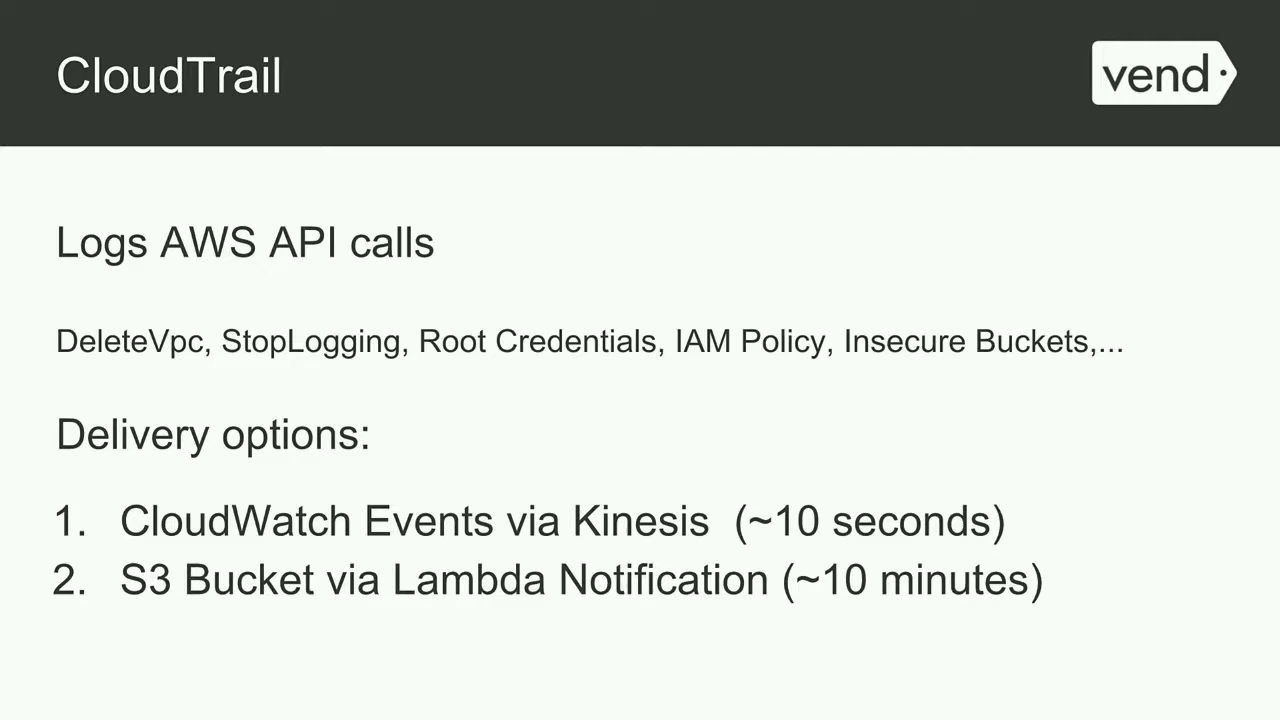 CloudTrail
vend
Logs AWS API calls
DeleteVpc, StopLogging, Root Credentials, IAM Policy, Insecure Buckets,...
Delivery options:
1. CloudWatch Events via Kinesis (~10 seconds)
2. S3 Bucket via Lambda Notification (~10 minutes)